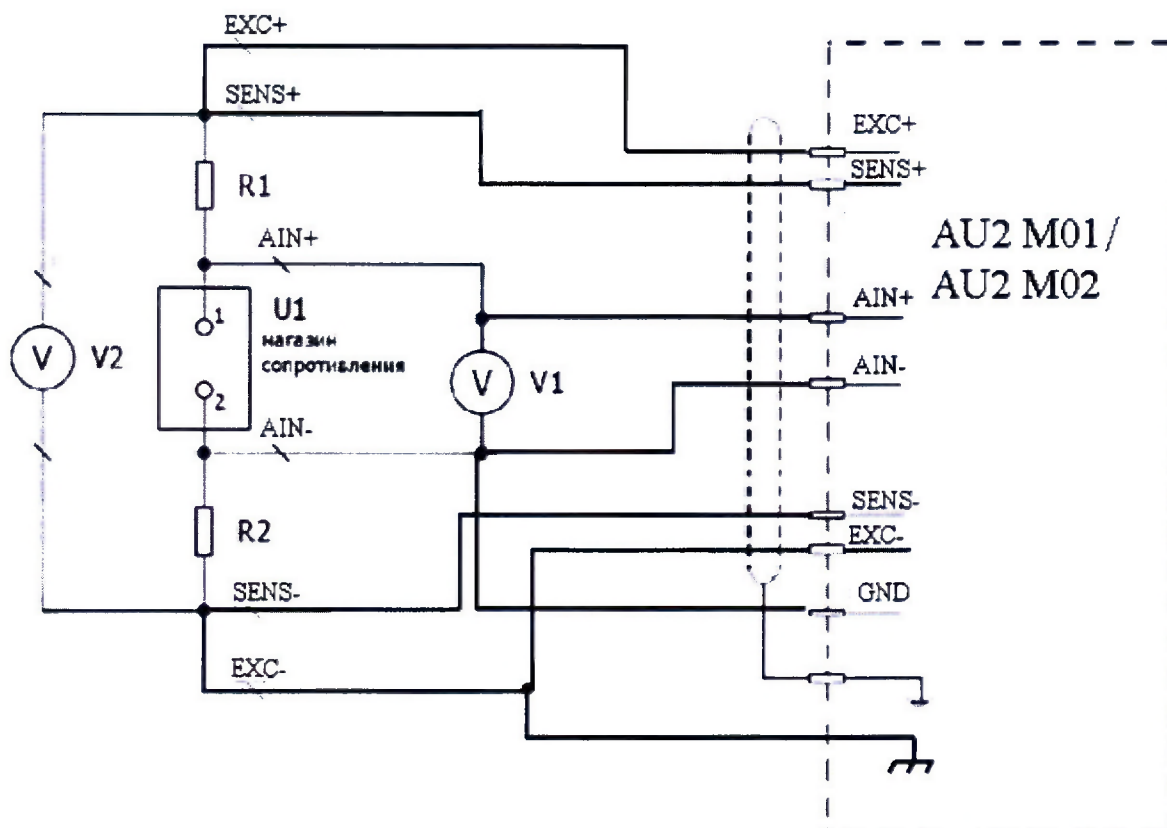 EXC+
SENS+
EXC+
SENS+
R1
AIN+
AU2 M01/
AU2 M02
AIN+
1
U1
магазин
сопротивления
V
V2
V
V1
AIN-
2
AIN-
SENS-
R2
EXC-
SENS-
GND
EXC-